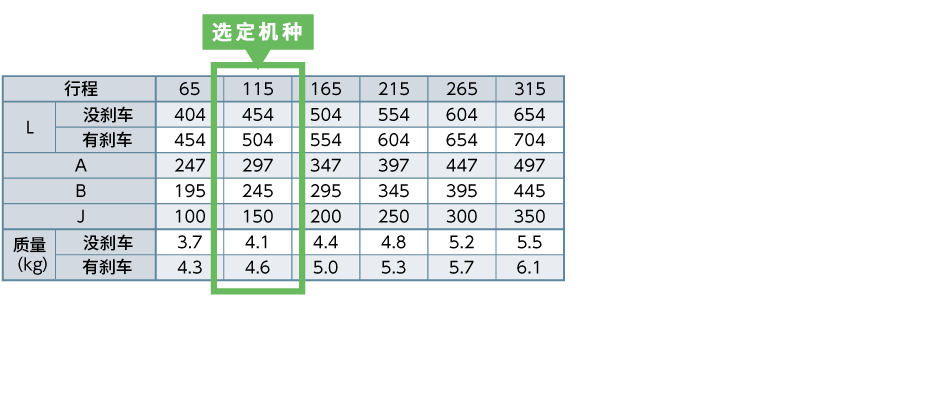 选定机种
行程 65 115 165 215 265 315
L 没刹车 404 454 504 554 604 654
有刹车 454 504 554 604 654 704
A 247 297 347 397 447 497
B 195 245 295 345 395 445
J 100 150 200 250 300 350
质量 (kg) 没刹车 3.7 4.1 4.4 4.8 5.2 5.5
有刹车 4.3 4.6 5.0 5.3 5.7 6.1